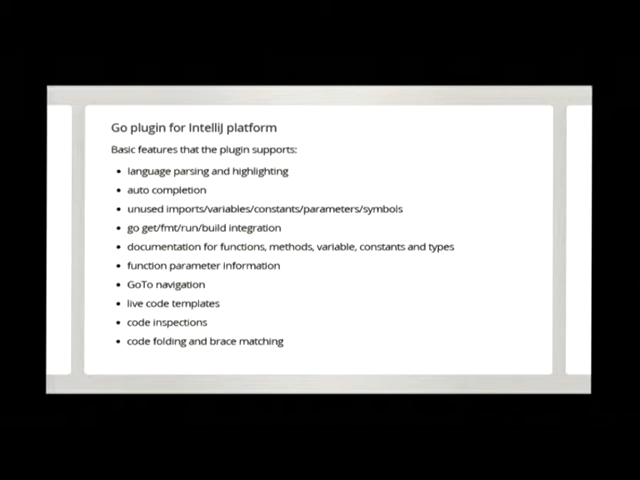 Go plugin for IntelliJ platform
Basic features that the plugin supports:
• language parsing and highlighting
• auto completion
• unused imports/variables/constants/parameters/symbols
• go get/fmt/run/build integration
• documentation for functions, methods, variable, constants and types
• function parameter information
• GoTo navigation
• live code templates
• code inspections
• code folding and brace matching